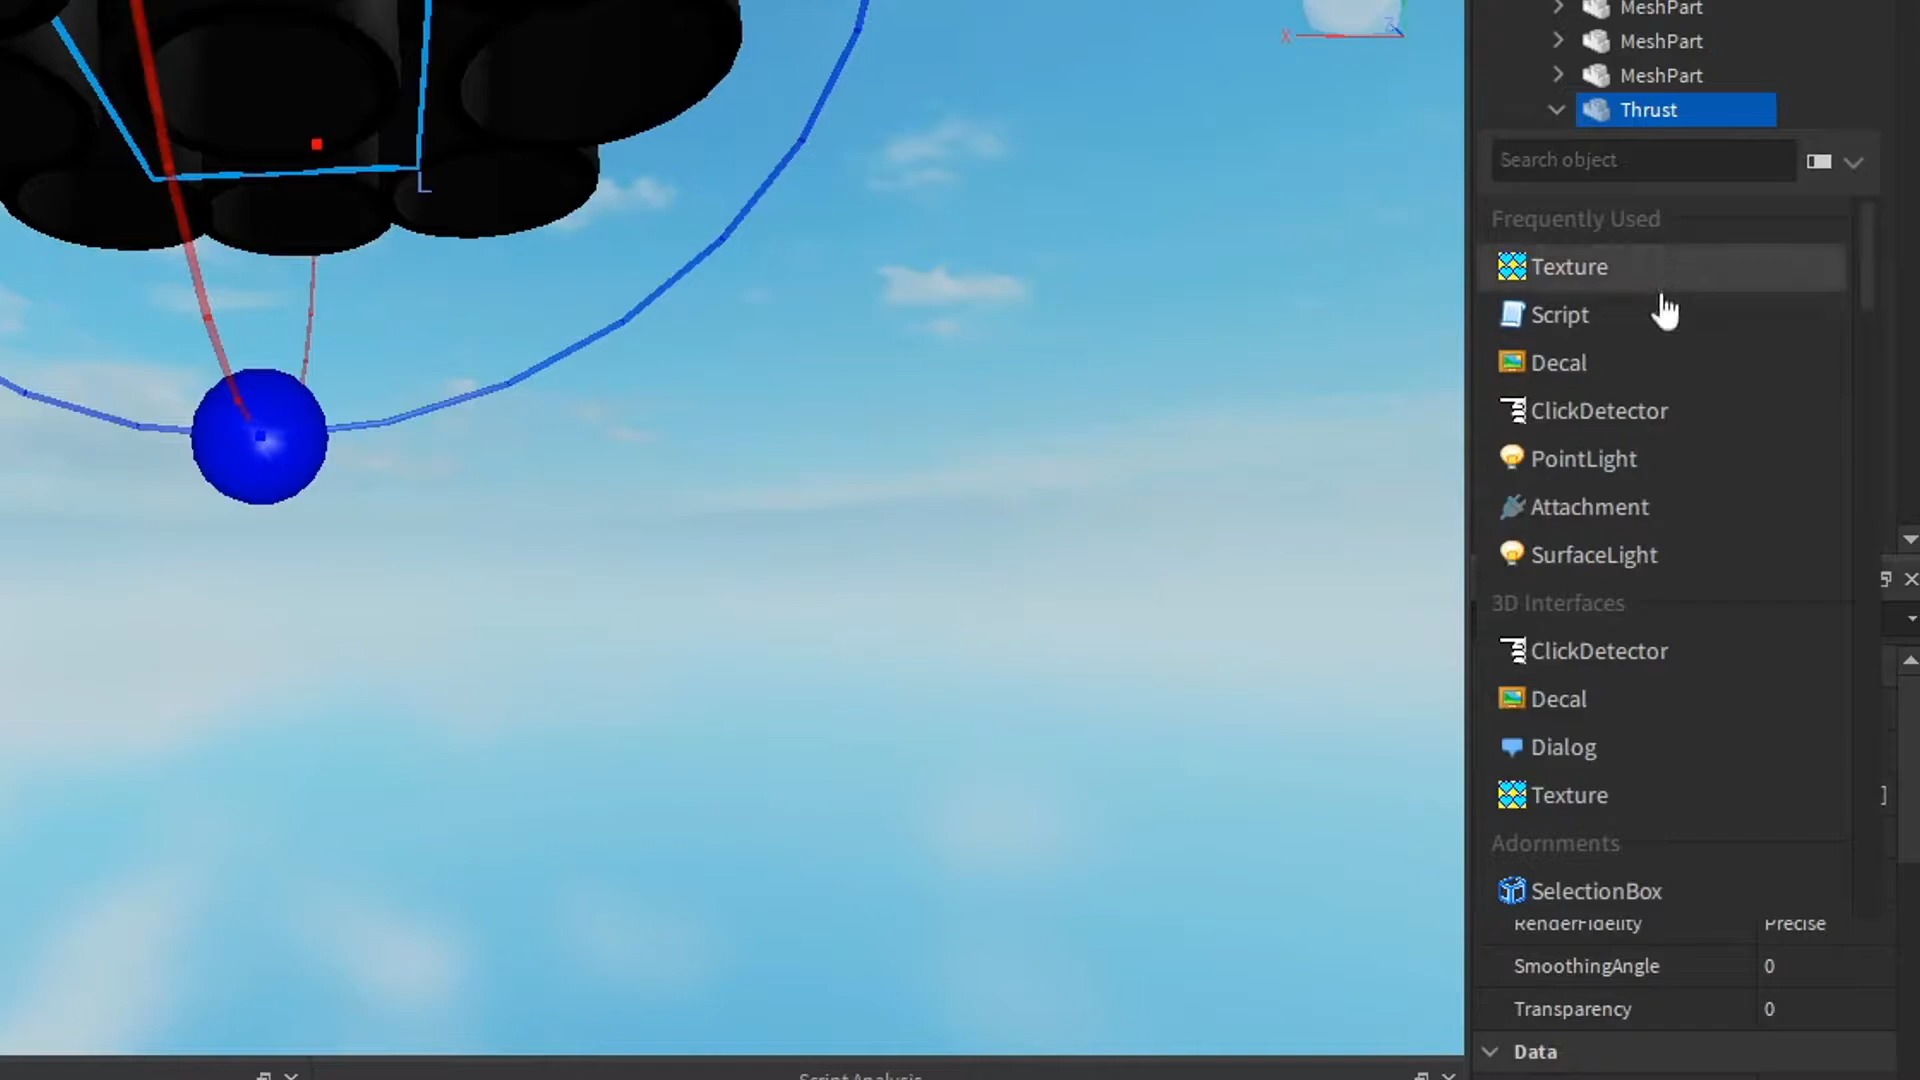 MeshPart
MeshPart
MeshPart
Thrust
Search object
Frequently Used
Texture
Script
Decal
ClickDetector
PointLight
Attachment
SurfaceLight
3D Interfaces
ClickDetector
Decal
Dialog
Texture
]
Adornments
SelectionBox
RenderFidelity Precise
SmoothingAngle 0
Transparency 0
Data
Script Analysis
X
Z
L